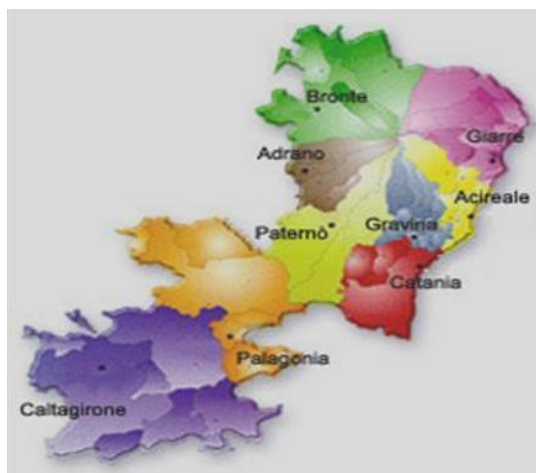 Bronte
Giarre
Adrano
Acireale
Paternò
Gravina
Catania
Palagonia
Caltagirone